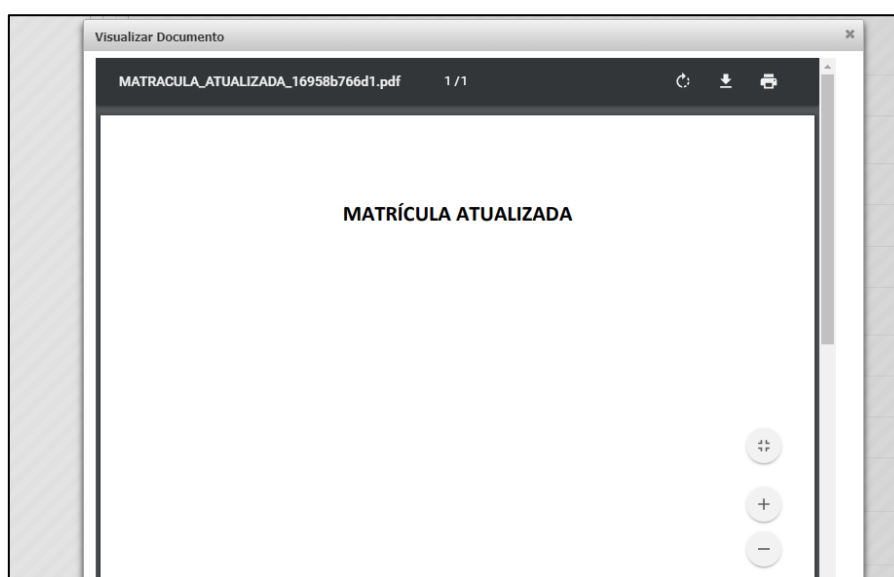 Visualizar Documento
MATRACULA_ATUALIZADA_16958b766d1.pdf 1 / 1
MATRÍCULA ATUALIZADA